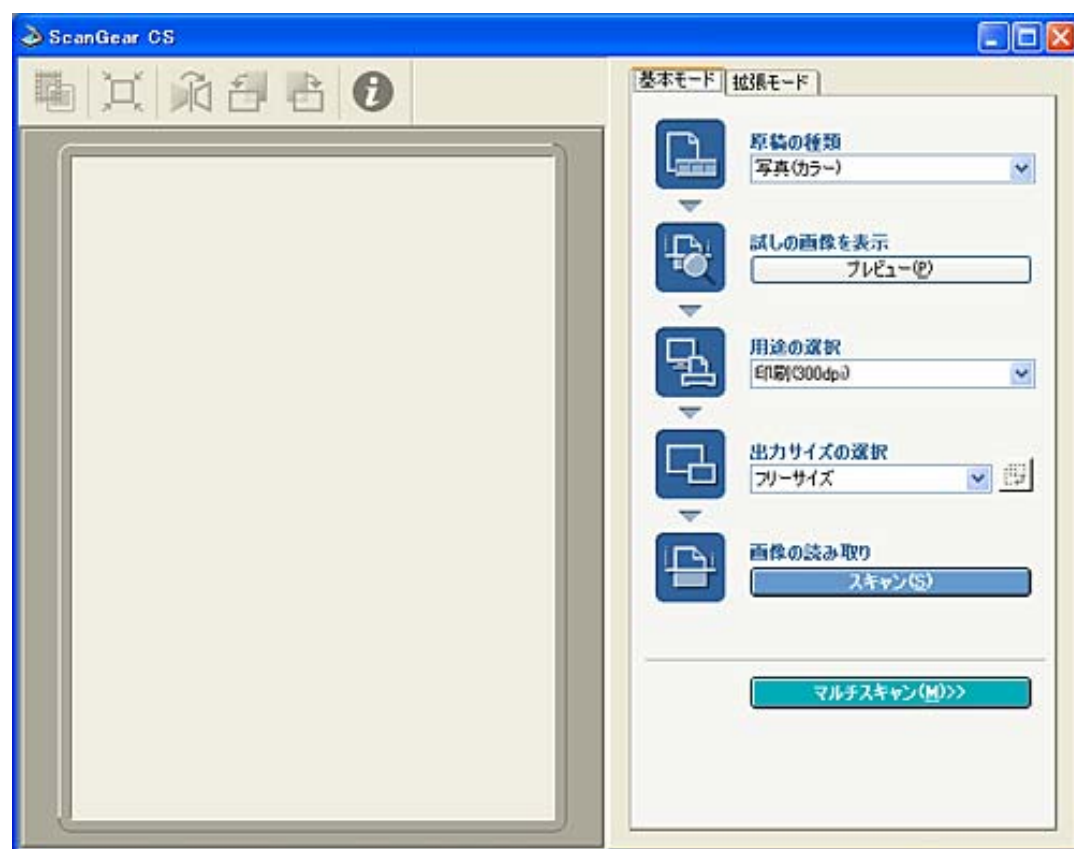 ScanGear CS
基本モード 拡張モード
原稿の種類
写真(カラー)
試しの画像を表示
プレビュー(P)
用途の選択
印刷(300dpi)
出力サイズの選択
フリーサイズ
画像の読み取り
スキャン(S)
マルチスキャン(M)>>